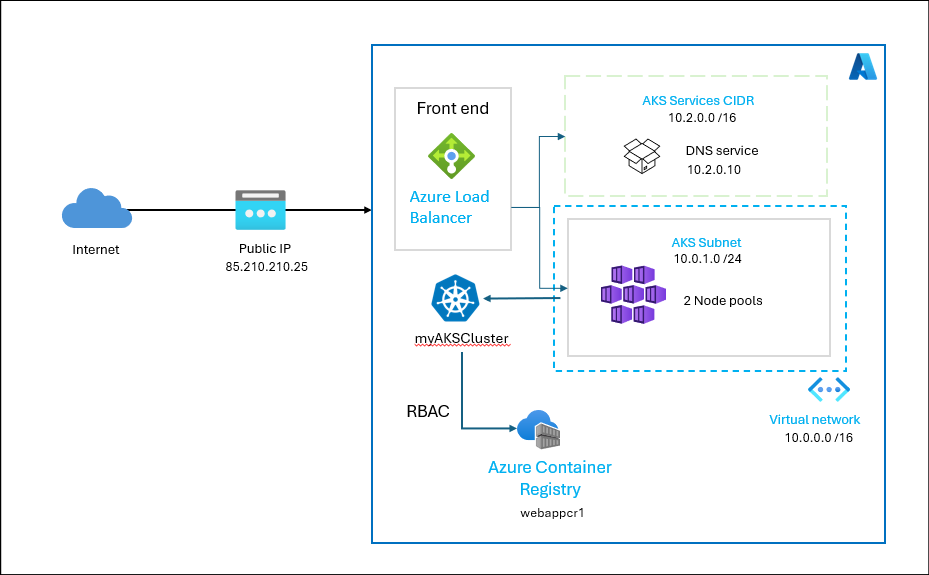 Internet
Public IP
85.210.210.25
Front end
Azure Load
Balancer
AKS Services CIDR
10.2.0.0 /16
DNS service
10.2.0.10
AKS Subnet
10.0.1.0 /24
2 Node pools
myAKSCluster
RBAC
Azure Container
Registry
webappcr1
Virtual network
10.0.0.0 /16